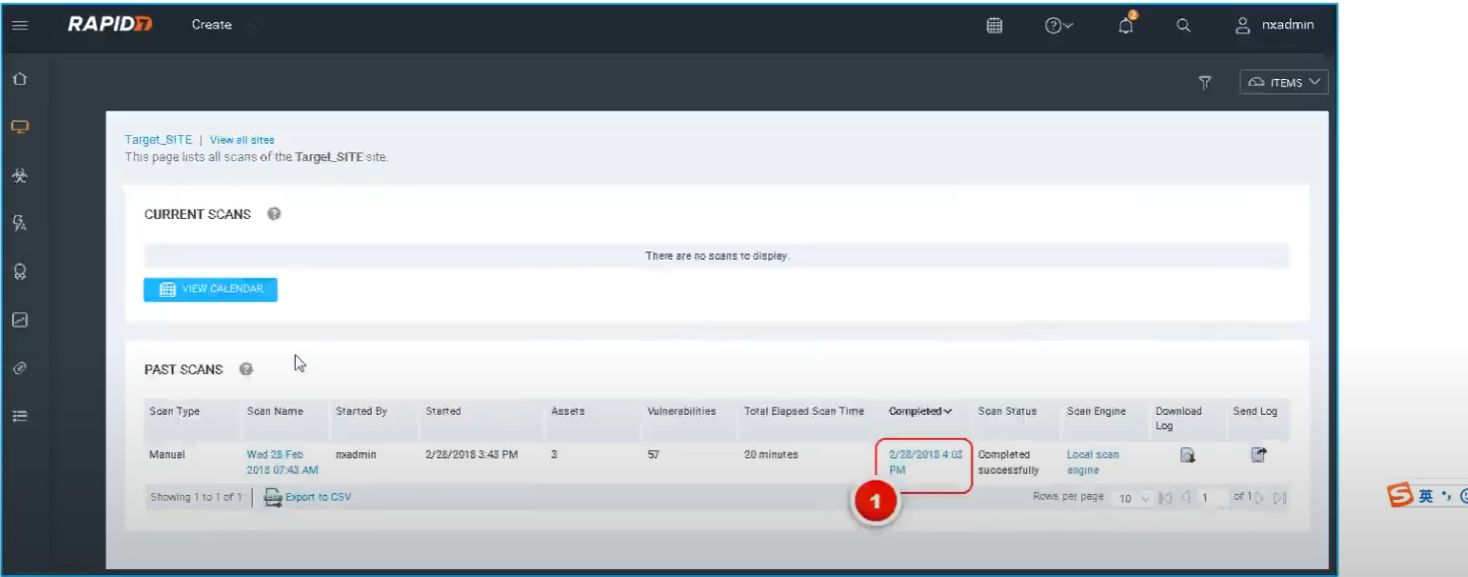 RAPID7 Create nxadmin
ITEMS
Target_SITE | View all sites
This page lists all scans of the Target_SITE site.
CURRENT SCANS ?
There are no scans to display.
VIEW CALENDAR
PAST SCANS ?
Scan Type Scan Name Started By Started Assets Vulnerabilities Total Elapsed Scan Time Completed Scan Status Scan Engine Download Send Log
Log
Manual Wed 28 Feb nxadmin 2/28/2018 3:43 PM 3 57 20 minutes 2/28/2018 4:03 Completed Local scan
2018 07:43 AM PM successfully engine
Showing 1 to 1 of 1 Export to CSV Rows per page 10 1 of 1
1
英